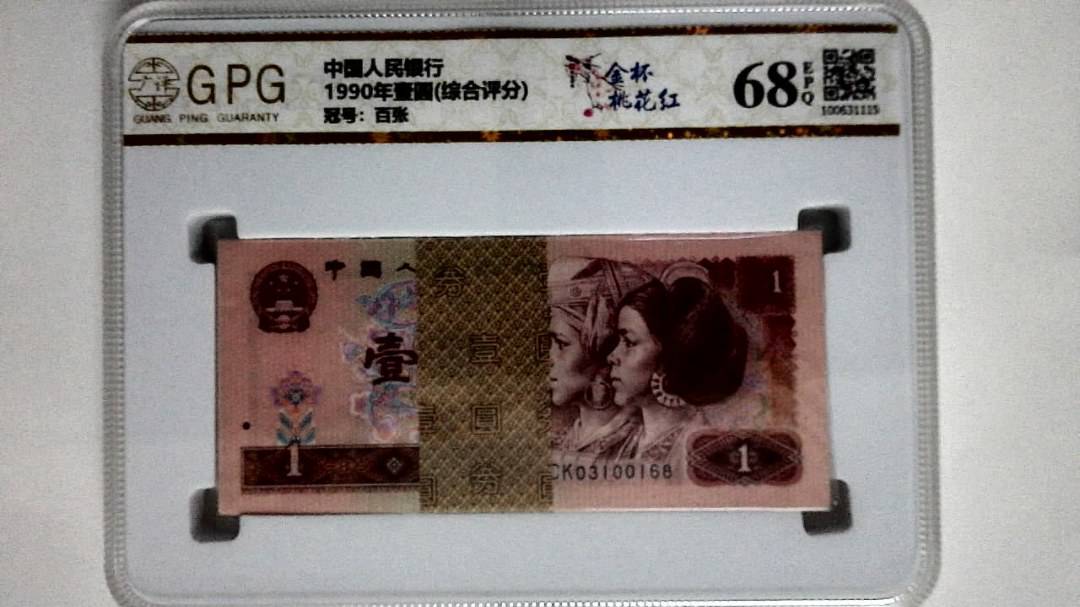 GPG
GUANG PING GUARANTY
中国人民银行
1990年壹圆(综合评分)
冠号：百张
金杯
桃花红
68
EPQ
100631115
中国人
壹
1
壹
圆
1
CK03100168
1